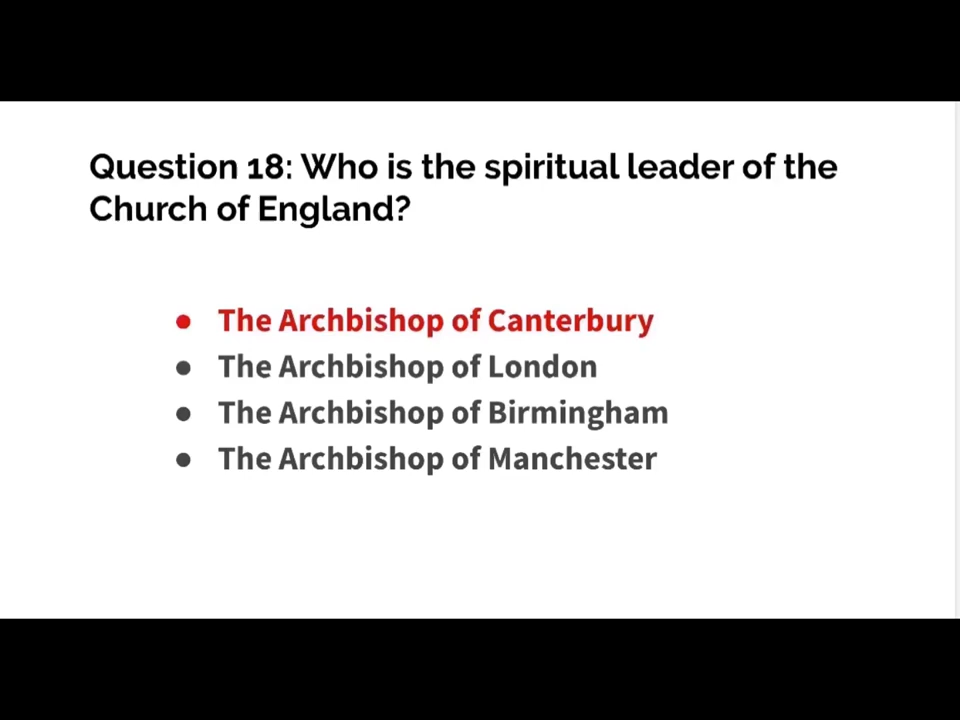 Question 18: Who is the spiritual leader of the
Church of England?
● The Archbishop of Canterbury
● The Archbishop of London
● The Archbishop of Birmingham
● The Archbishop of Manchester